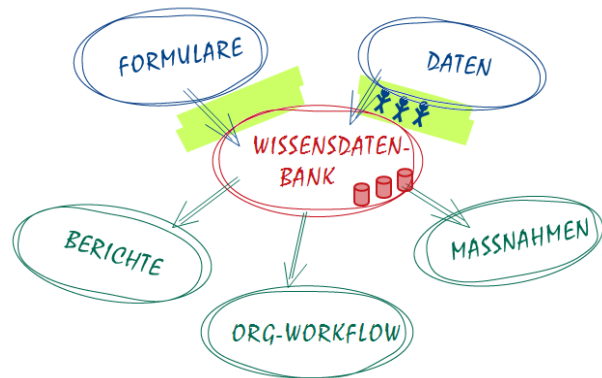 FORMULARE
DATEN
WISSENSDATEN-
BANK
BERICHTE
MASSNAHMEN
ORG-WORKFLOW